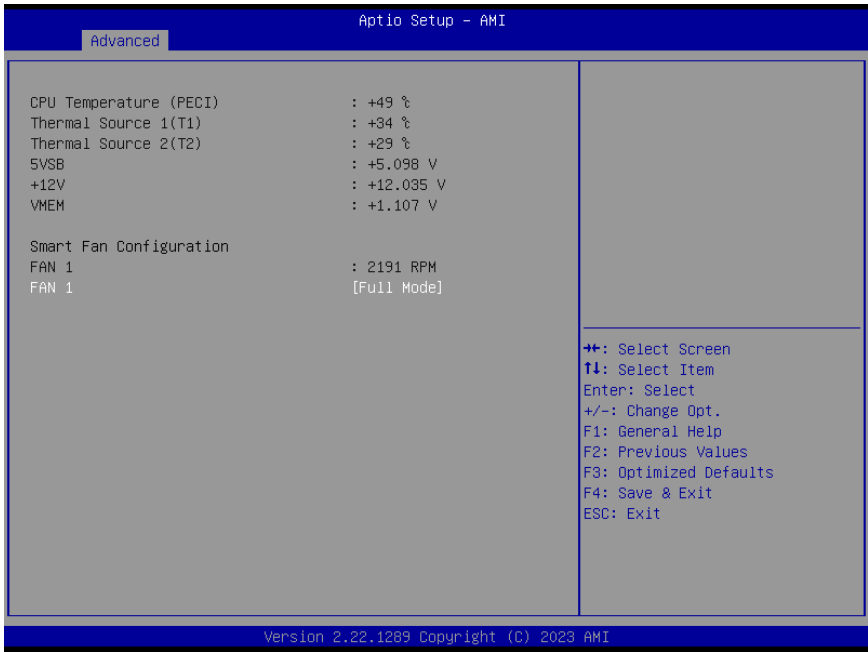 Aptio Setup – AMI
Advanced
CPU Temperature (PECI) : +49 ℃
Thermal Source 1(T1) : +34 ℃
Thermal Source 2(T2) : +29 ℃
5VSB : +5.098 V
+12V : +12.035 V
VMEM : +1.107 V
Smart Fan Configuration
FAN 1 : 2191 RPM
FAN 1 [Full Mode]
→←: Select Screen
↑↓: Select Item
Enter: Select
+/-: Change Opt.
F1: General Help
F2: Previous Values
F3: Optimized Defaults
F4: Save & Exit
ESC: Exit
Version 2.22.1289 Copyright (C) 2023 AMI